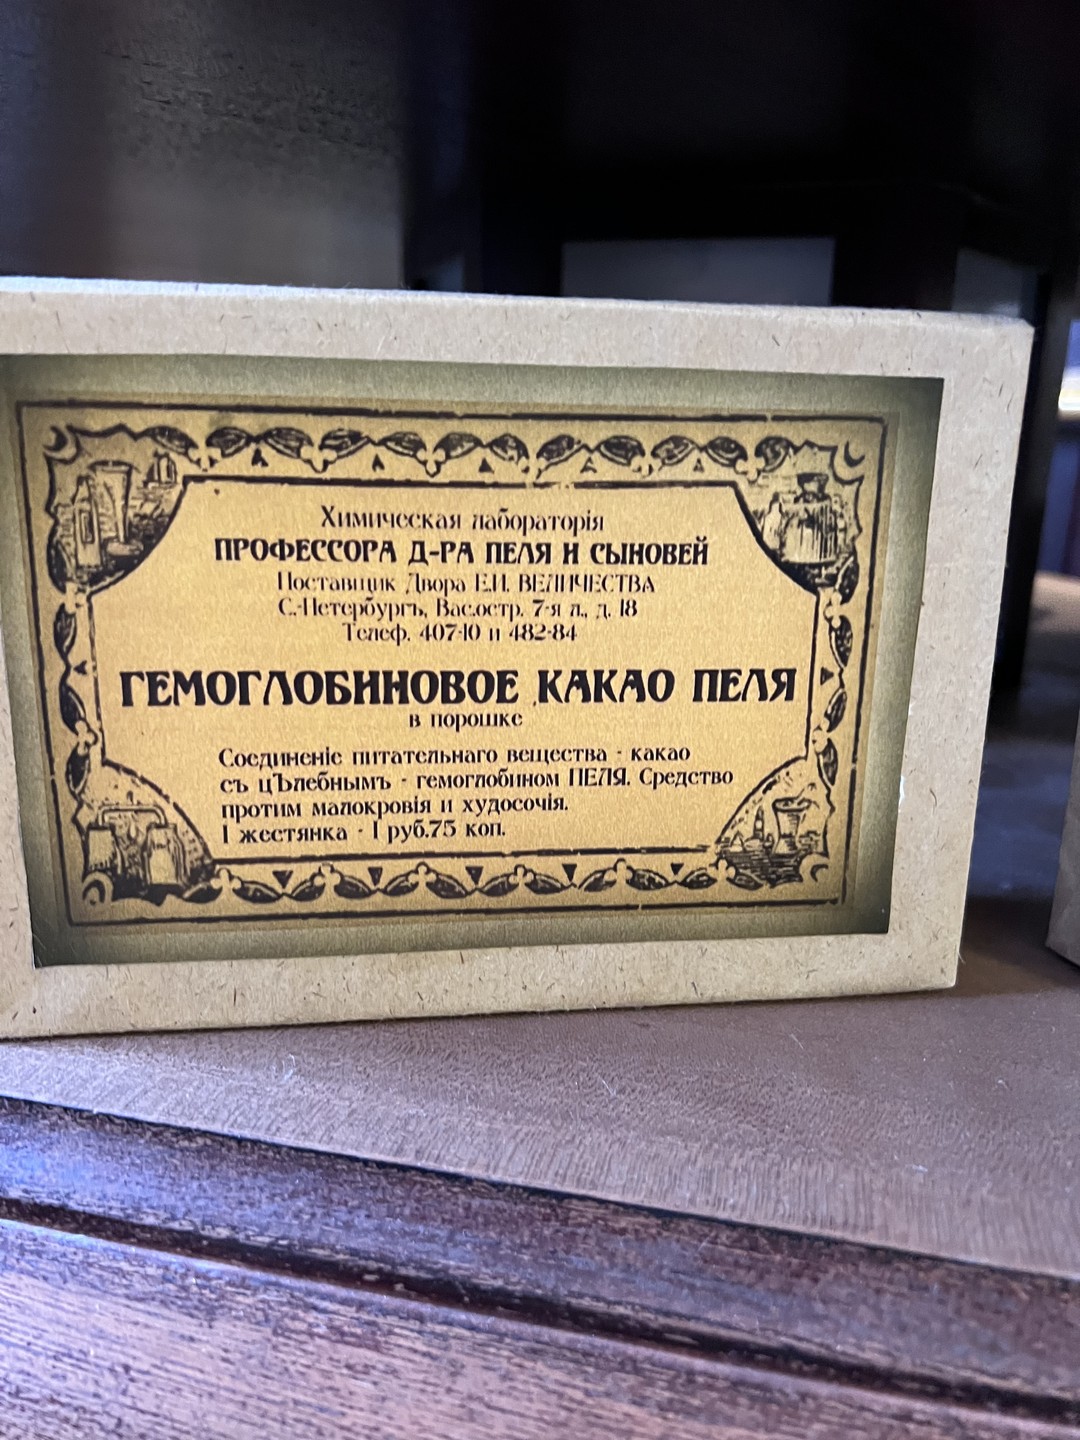 Химическая лабораторія
ПРОФЕССОРА Д-РА ПЕЛЯ И СЫНОВЕЙ
Поставщик Двора Е.И. ВЕЛИЧЕСТВА
С.-Петербургъ, Вас.остр. 7-я л., д. 18
Телеф. 407-10 и 482-84
ГЕМОГЛОБИНОВОЕ КАКАО ПЕЛЯ
в порошке
Соединеніе питательнаго вещества - какао
съ цЪлебнымъ - гемоглобином ПЕЛЯ. Средство
против малокровія и худосочія.
1 жестянка - 1 руб.75 коп.